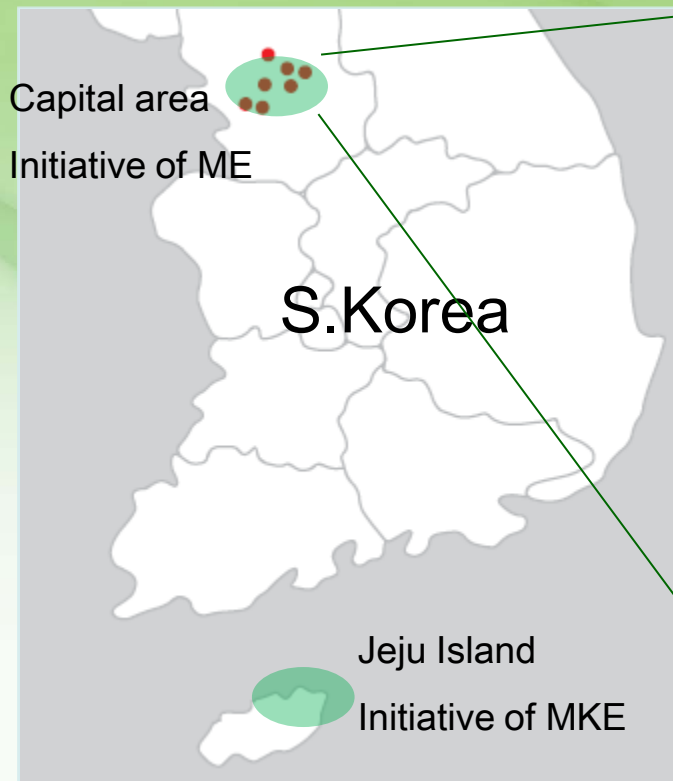 Capital area
Initiative of ME
S.Korea
Jeju Island
Initiative of MKE